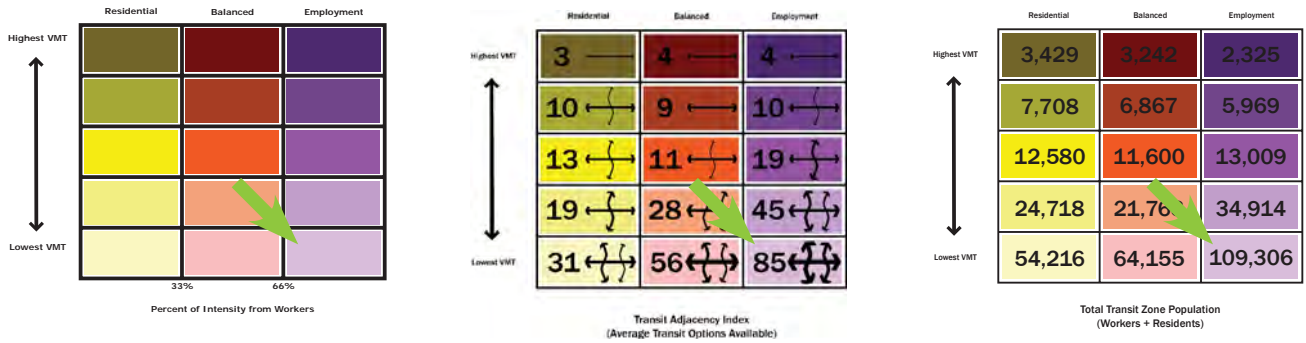 Residential Balanced Employment
Highest VMT
Lowest VMT
33% 66%
Percent of Intensity from Workers
Residential Balanced Employment
Highest VMT
3 4 4
10 9 10
13 11 19
19 28 45
Lowest VMT
31 56 85
Transit Adjacency Index
(Average Transit Options Available)
Residential Balanced Employment
Highest VMT
3,429 3,242 2,325
7,708 6,867 5,969
12,580 11,600 13,009
24,718 34,914
Lowest VMT
54,216 64,155 109,306
Total Transit Zone Population
(Workers + Residents)